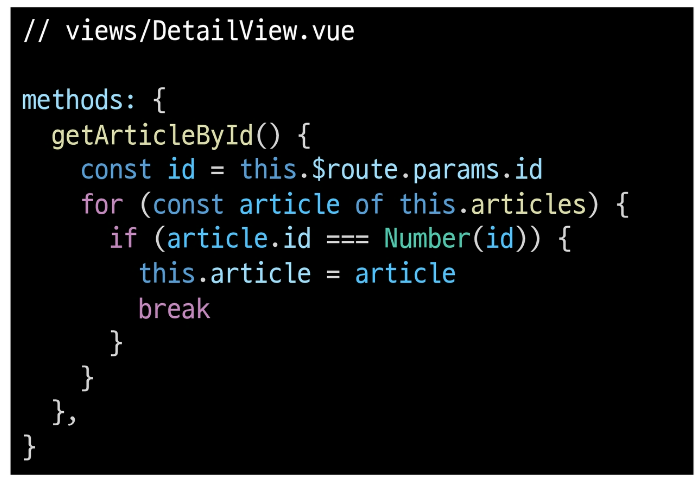 // views/DetailView.vue

methods: {
  getArticleById() {
    const id = this.$route.params.id
    for (const article of this.articles) {
      if (article.id === Number(id)) {
        this.article = article
        break
      }
    }
  },
}